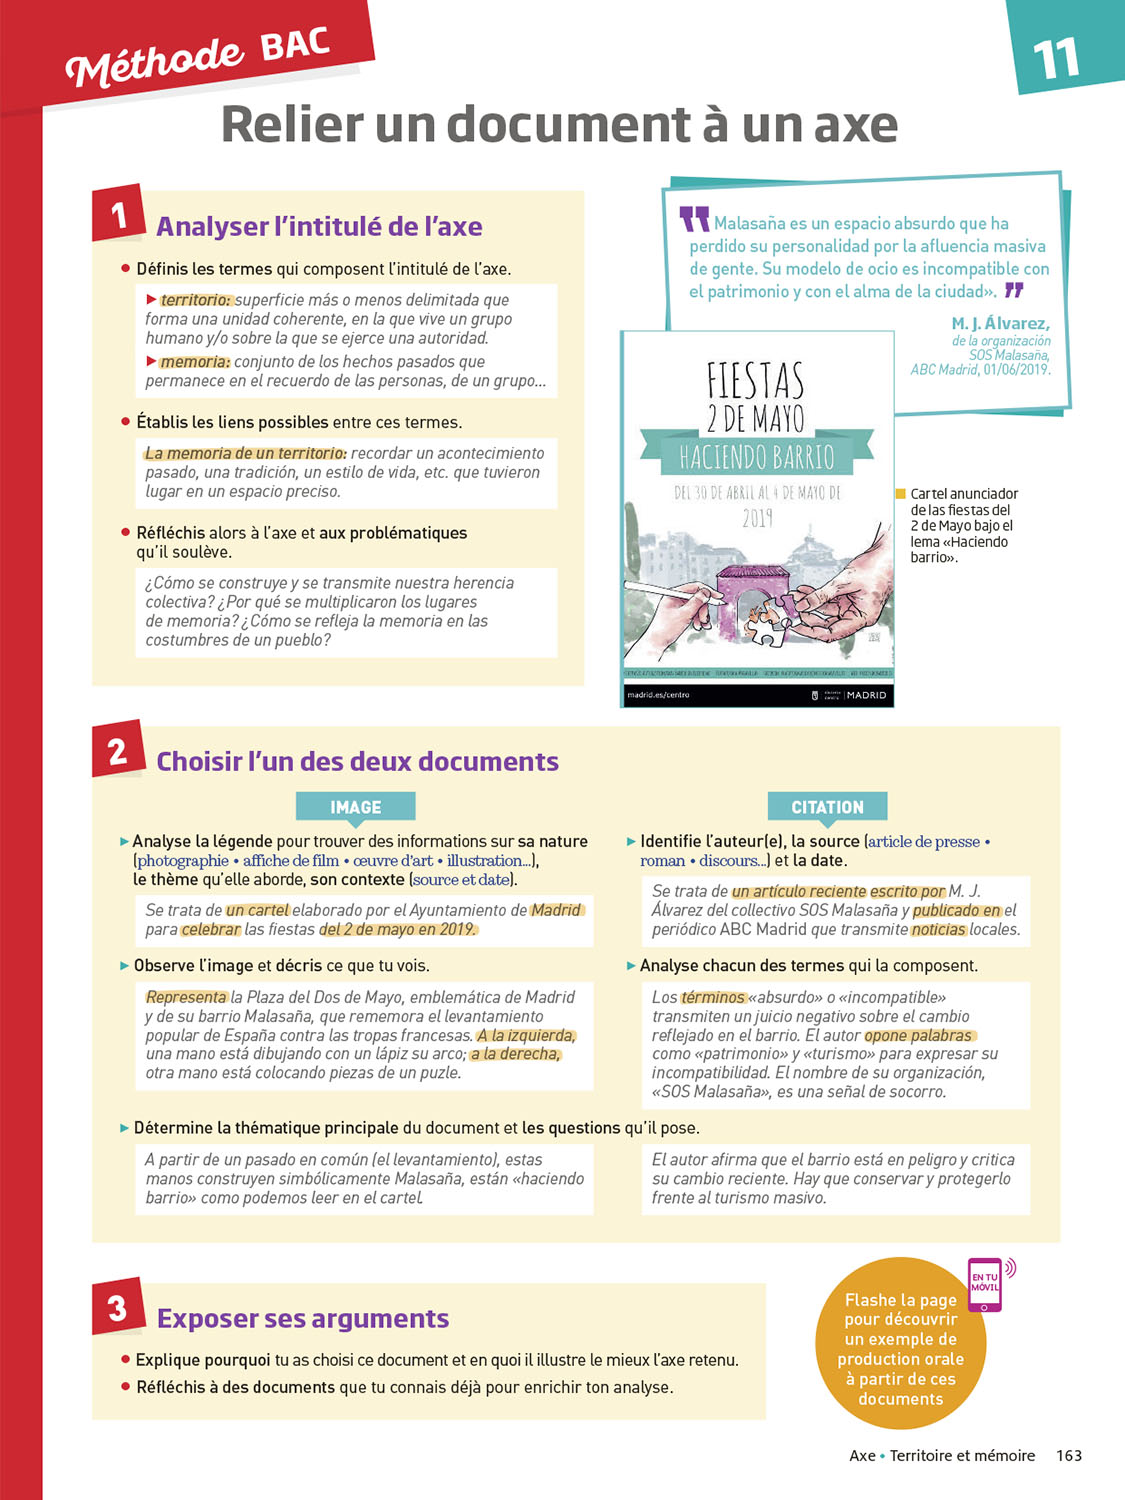 Méthode BAC
11
Relier un document à un axe
1
Analyser l'intitulé de l'axe
• Définis les termes qui composent l'intitulé de l'axe.
▶ territorio: superficie más o menos delimitada que
forma una unidad coherente, en la que vive un grupo
humano y/o sobre la que se ejerce una autoridad.
▶ memoria: conjunto de los hechos pasados que
permanece en el recuerdo de las personas, de un grupo...
• Établis les liens possibles entre ces termes.
La memoria de un territorio: recordar un acontecimiento
pasado, una tradición, un estilo de vida, etc. que tuvieron
lugar en un espacio preciso.
• Réfléchis alors à l'axe et aux problématiques
qu'il soulève.
¿Cómo se construye y se transmite nuestra herencia
colectiva? ¿Por qué se multiplicaron los lugares
de memoria? ¿Cómo se refleja la memoria en las
costumbres de un pueblo?
Malasaña es un espacio absurdo que ha
perdido su personalidad por la afluencia masiva
de gente. Su modelo de ocio es incompatible con
el patrimonio y con el alma de la ciudad».
M. J. Álvarez,
de la organización
SOS Malasaña,
ABC Madrid, 01/06/2019.
FIESTAS
2 DE MAYO
HACIENDO BARRIO
DEL 30 DE ABRIL AL 4 DE MAYO DE
2019
madrid.es/centro
MADRID
Cartel anunciador
de las fiestas del
2 de Mayo bajo el
lema «Haciendo
barrio».
2
Choisir l'un des deux documents
IMAGE
▶ Analyse la légende pour trouver des informations sur sa nature
(photographie • affiche de film • œuvre d'art • illustration...),
le thème qu'elle aborde, son contexte (source et date).
Se trata de un cartel elaborado por el Ayuntamiento de Madrid
para celebrar las fiestas del 2 de mayo en 2019.
▶ Observe l'image et décris ce que tu vois.
Representa la Plaza del Dos de Mayo, emblemática de Madrid
y de su barrio Malasaña, que rememora el levantamiento
popular de España contra las tropas francesas. A la izquierda,
una mano está dibujando con un lápiz su arco; a la derecha,
otra mano está colocando piezas de un puzle.
CITATION
▶ Identifie l'auteur(e), la source (article de presse •
roman • discours...) et la date.
Se trata de un artículo reciente escrito por M. J.
Álvarez del collectivo SOS Malasaña y publicado en el
periódico ABC Madrid que transmite noticias locales.
▶ Analyse chacun des termes qui la composent.
Los términos «absurdo» o «incompatible»
transmiten un juicio negativo sobre el cambio
reflejado en el barrio. El autor opone palabras
como «patrimonio» y «turismo» para expresar su
incompatibilidad. El nombre de su organización,
«SOS Malasaña», es una señal de socorro.
▶ Détermine la thématique principale du document et les questions qu'il pose.
A partir de un pasado en común (el levantamiento), estas
manos construyen simbólicamente Malasaña, están «haciendo
barrio» como podemos leer en el cartel.
El autor afirma que el barrio está en peligro y critica
su cambio reciente. Hay que conservar y protegerlo
frente al turismo masivo.
3
Exposer ses arguments
• Explique pourquoi tu as choisi ce document et en quoi il illustre le mieux l'axe retenu.
• Réfléchis à des documents que tu connais déjà pour enrichir ton analyse.
EN TU
MÓVIL
Flashe la page
pour découvrir
un exemple de
production orale
à partir de ces
documents
Axe • Territoire et mémoire 163